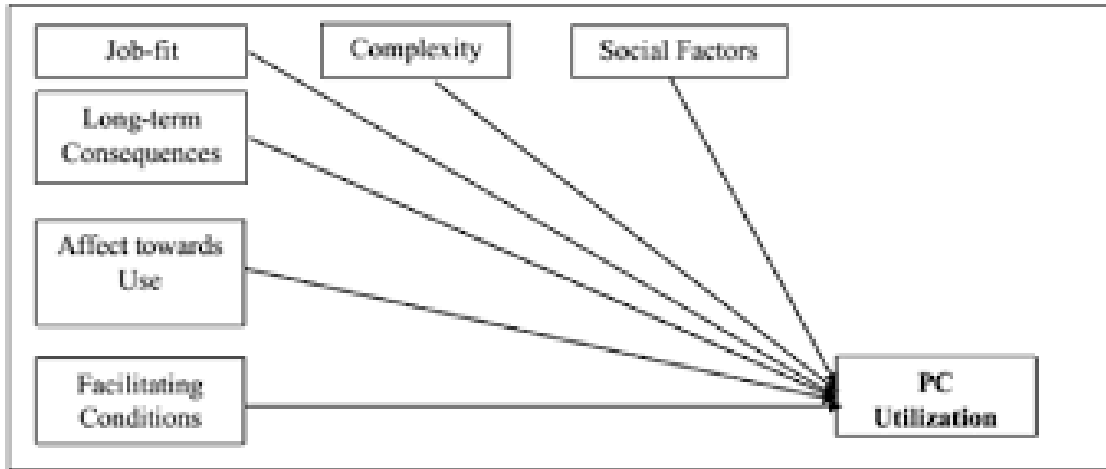 Job-fit
Complexity
Social Factors
Long-term
Consequences
Affect towards
Use
Facilitating
Conditions
PC
Utilization